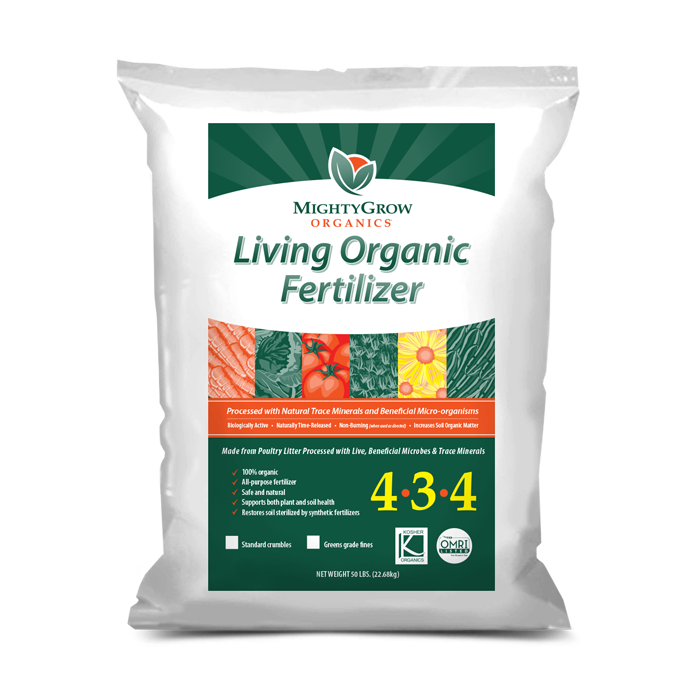 MIGHTYGROW
ORGANICS
Living Organic
Fertilizer
Processed with Natural Trace Minerals and Beneficial Micro-organisms
Biologically Active • Naturally Time-Released • Non-Burning (when used as directed) • Increases Soil Organic Matter
Made from Poultry Litter Processed with Live, Beneficial Microbes & Trace Minerals
✓ 100% organic
✓ All-purpose fertilizer
✓ Safe and natural
✓ Supports both plant and soil health
✓ Restores soil sterilized by synthetic fertilizers
4•3•4
Standard crumbles
Greens grade fines
KOSHER
K
ORGANICS
OMRI
LISTED
NET WEIGHT 50 LBS. (22.68kg)